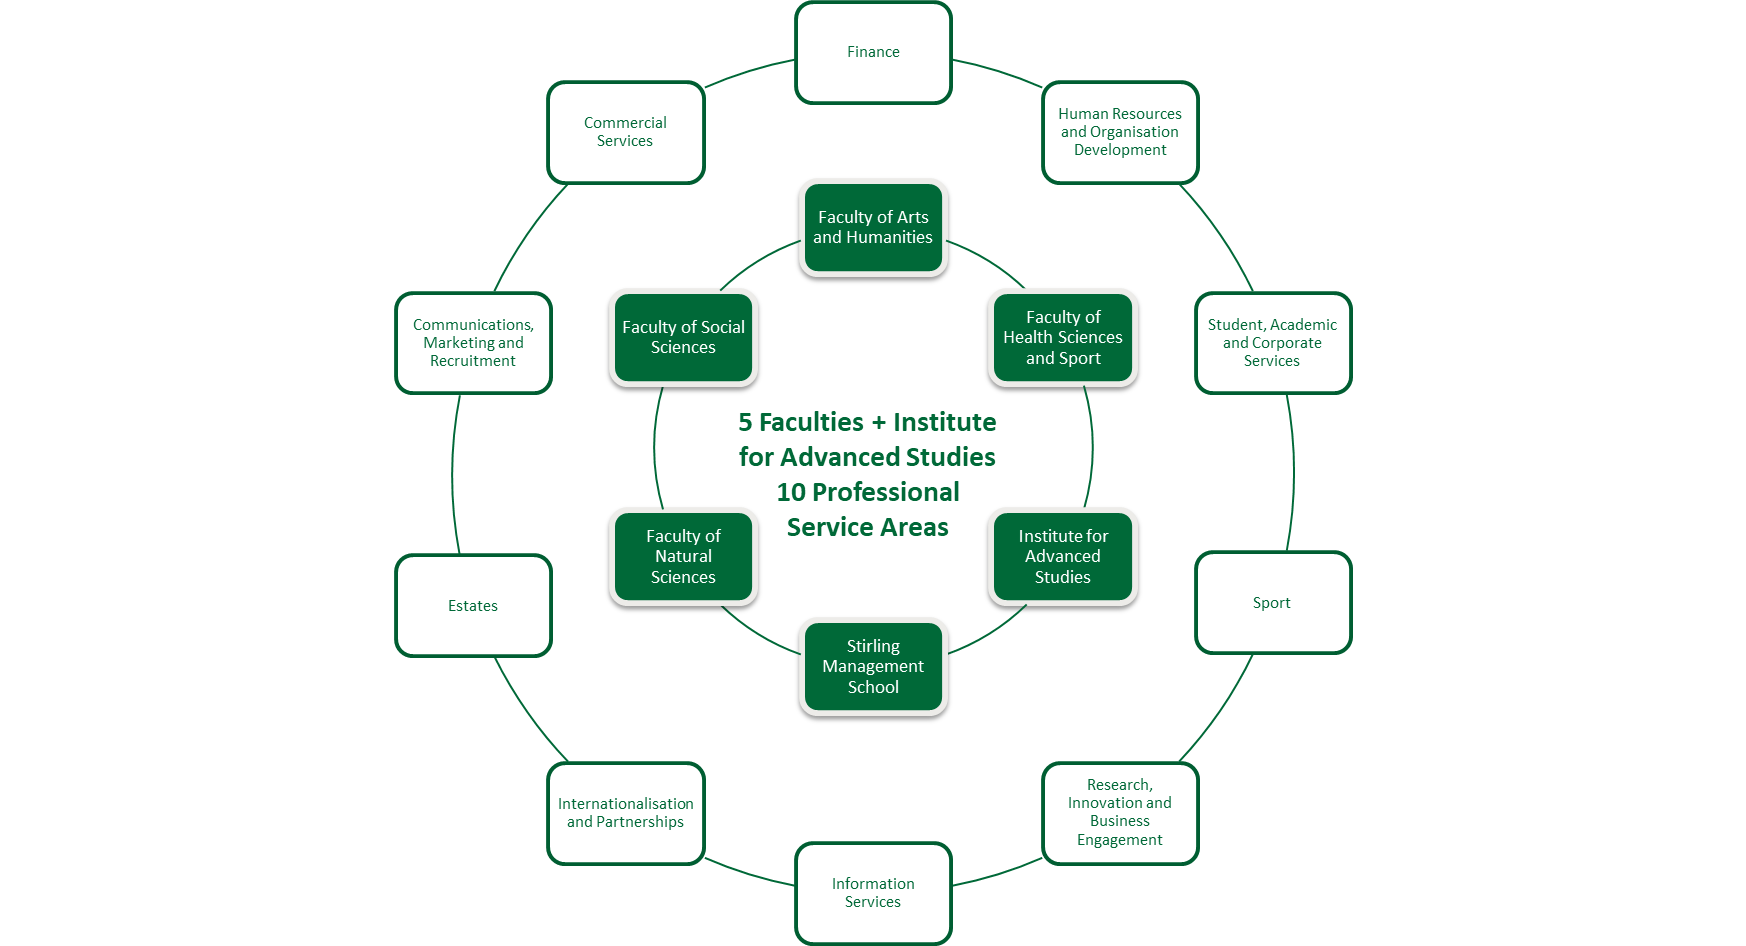 Finance
Commercial
Services
Human Resources
and Organisation
Development
Faculty of Arts
and Humanities
Communications,
Marketing and
Recruitment
Faculty of Social
Sciences
Faculty of
Health Sciences
and Sport
Student, Academic
and Corporate
Services
5 Faculties + Institute
for Advanced Studies
10 Professional
Service Areas
Estates
Faculty of
Natural
Sciences
Institute for
Advanced
Studies
Sport
Stirling
Management
School
Internationalisation
and Partnerships
Research,
Innovation and
Business
Engagement
Information
Services